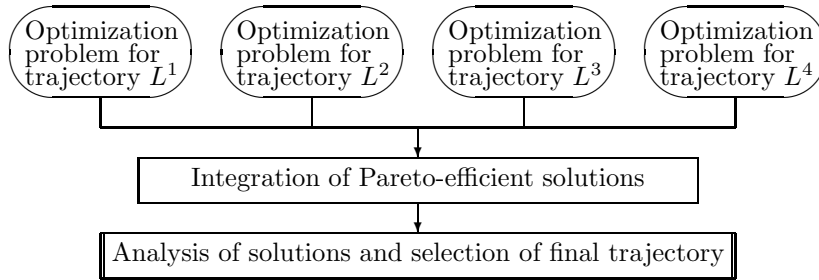 Optimization
problem for
trajectory L¹
Optimization
problem for
trajectory L²
Optimization
problem for
trajectory L³
Optimization
problem for
trajectory L⁴
Integration of Pareto-efficient solutions
Analysis of solutions and selection of final trajectory